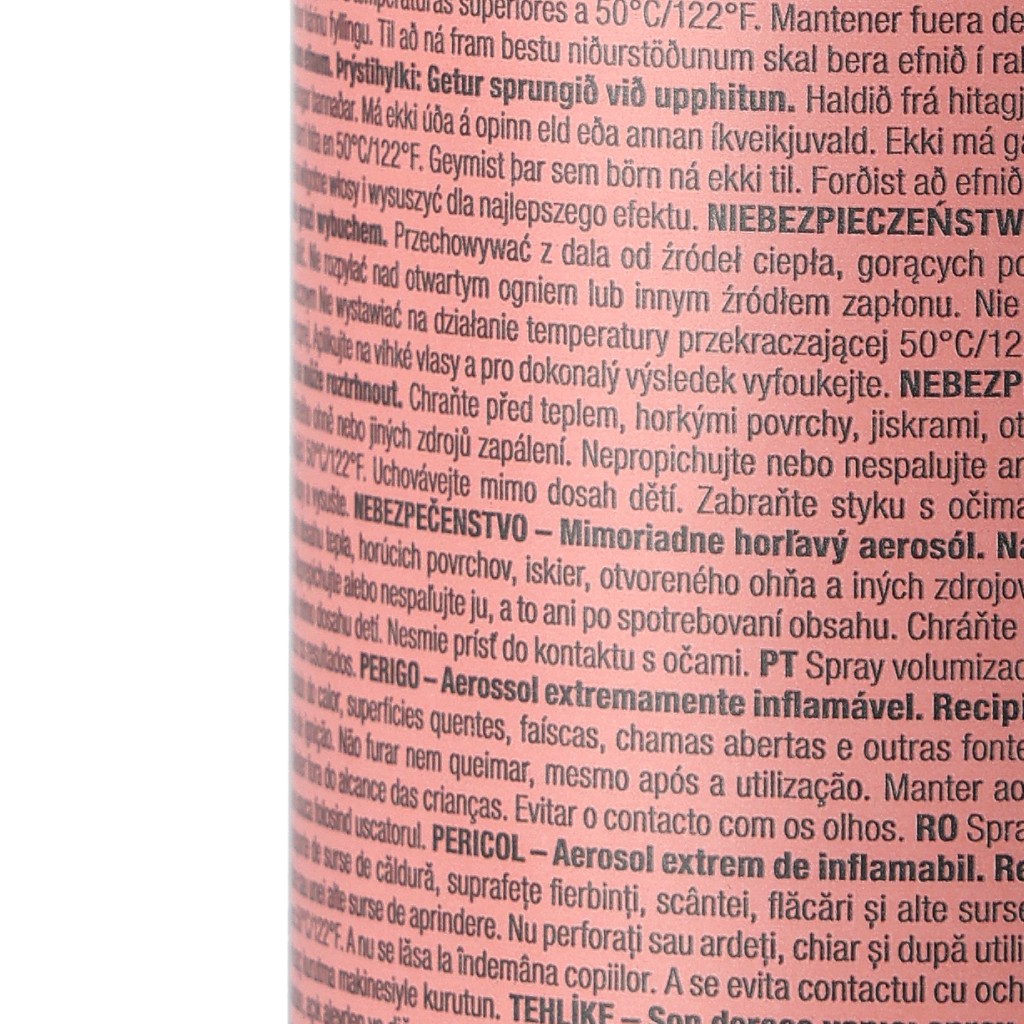 superiores a 50°C/122°F. Mantener fuera de
fyllingu. Til að ná fram bestu niðurstöðunum skal bera efnið í
Þrýstihylki: Getur sprungið við upphitun. Haldið frá
bannaðar. Má ekki úða á opinn eld eða annan íkveikjuvald. Ekki má
en 50°C/122°F. Geymist þar sem börn ná ekki til. Forðist að efnið
włosy i wysuszyć dla najlepszego efektu. NIEBEZPIECZEŃSTW
wybuchem. Przechowywać z dala od źródeł ciepła, gorących
Nie rozpylać nad otwartym ogniem lub innym źródłem zapłonu. Nie
Nie wystawiać na działanie temperatury przekraczającej 50°C/12
Aplikujte na vlhké vlasy a pro dokonalý výsledek vyfoukejte. NEBEZP
může roztrhnout. Chraňte před teplem, horkými povrchy, jiskrami, ot
ohně nebo jiných zdrojů zapálení. Nepropichujte nebo nespalujte
50°C/122°F. Uchovávejte mimo dosah dětí. Zabraňte styku s očima
a vysušte. NEBEZPEČENSTVO – Mimoriadne horľavý aerosól. Na
tepla, horúcich povrchov, iskier, otvoreného ohňa a iných zdrojov
alebo nespaľujte ju, a to ani po spotrebovaní obsahu. Chráňte
dosahu detí. Nesmie prísť do kontaktu s očami. PT Spray volumizad
resultados. PERIGO – Aerossol extremamente inflamável. Recipi
calor, superfícies quentes, faíscas, chamas abertas e outras fonte
ignição. Não furar nem queimar, mesmo após a utilização. Manter ao
fora do alcance das crianças. Evitar o contacto com os olhos. RO Spra
folosind uscatorul. PERICOL – Aerosol extrem de inflamabil. Re
de surse de căldură, suprafețe fierbinți, scântei, flăcări și alte surse
unei alte surse de aprindere. Nu perforați sau ardeți, chiar și după utili
50°C/122°F. A nu se lăsa la îndemâna copiilor. A se evita contactul cu och
kurutma makinesiyle kurutun. TEHLİKE – Son derece